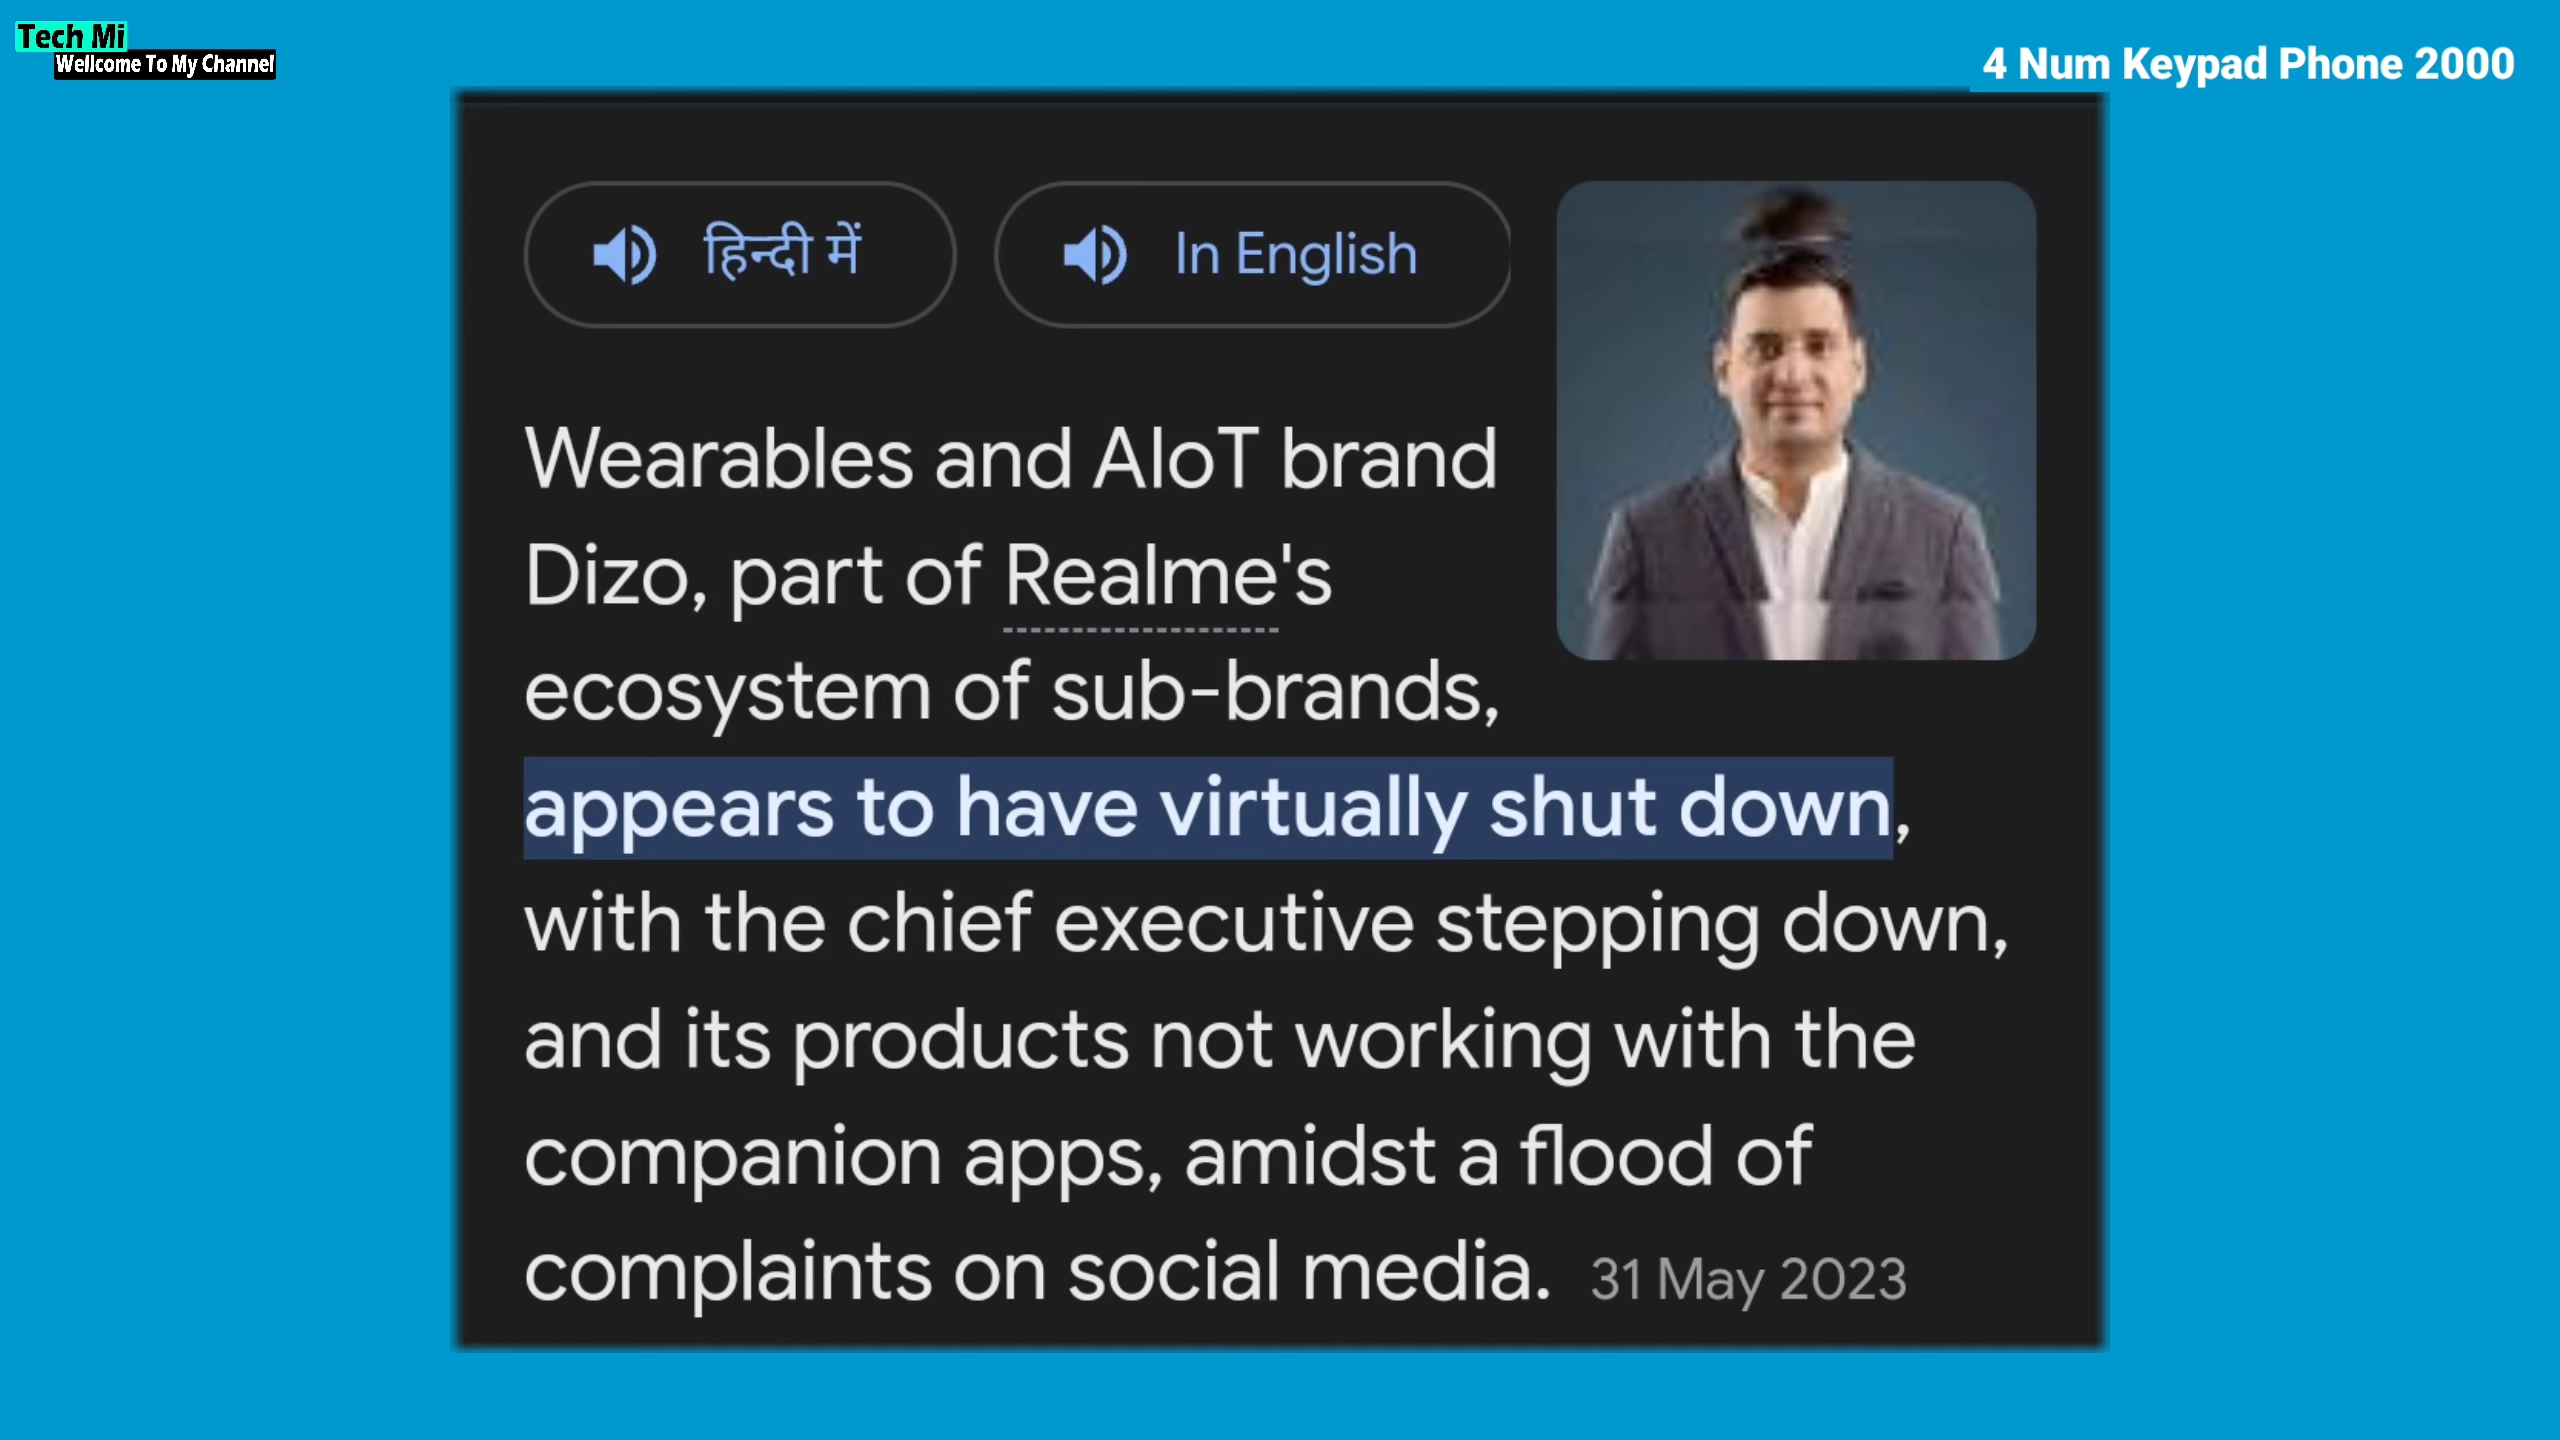 Tech Mi
Wellcome To My Channel
4 Num Keypad Phone 2000
हिन्दी में
In English
Wearables and AIoT brand
Dizo, part of Realme's
ecosystem of sub-brands,
appears to have virtually shut down,
with the chief executive stepping down,
and its products not working with the
companion apps, amidst a flood of
complaints on social media. 31 May 2023